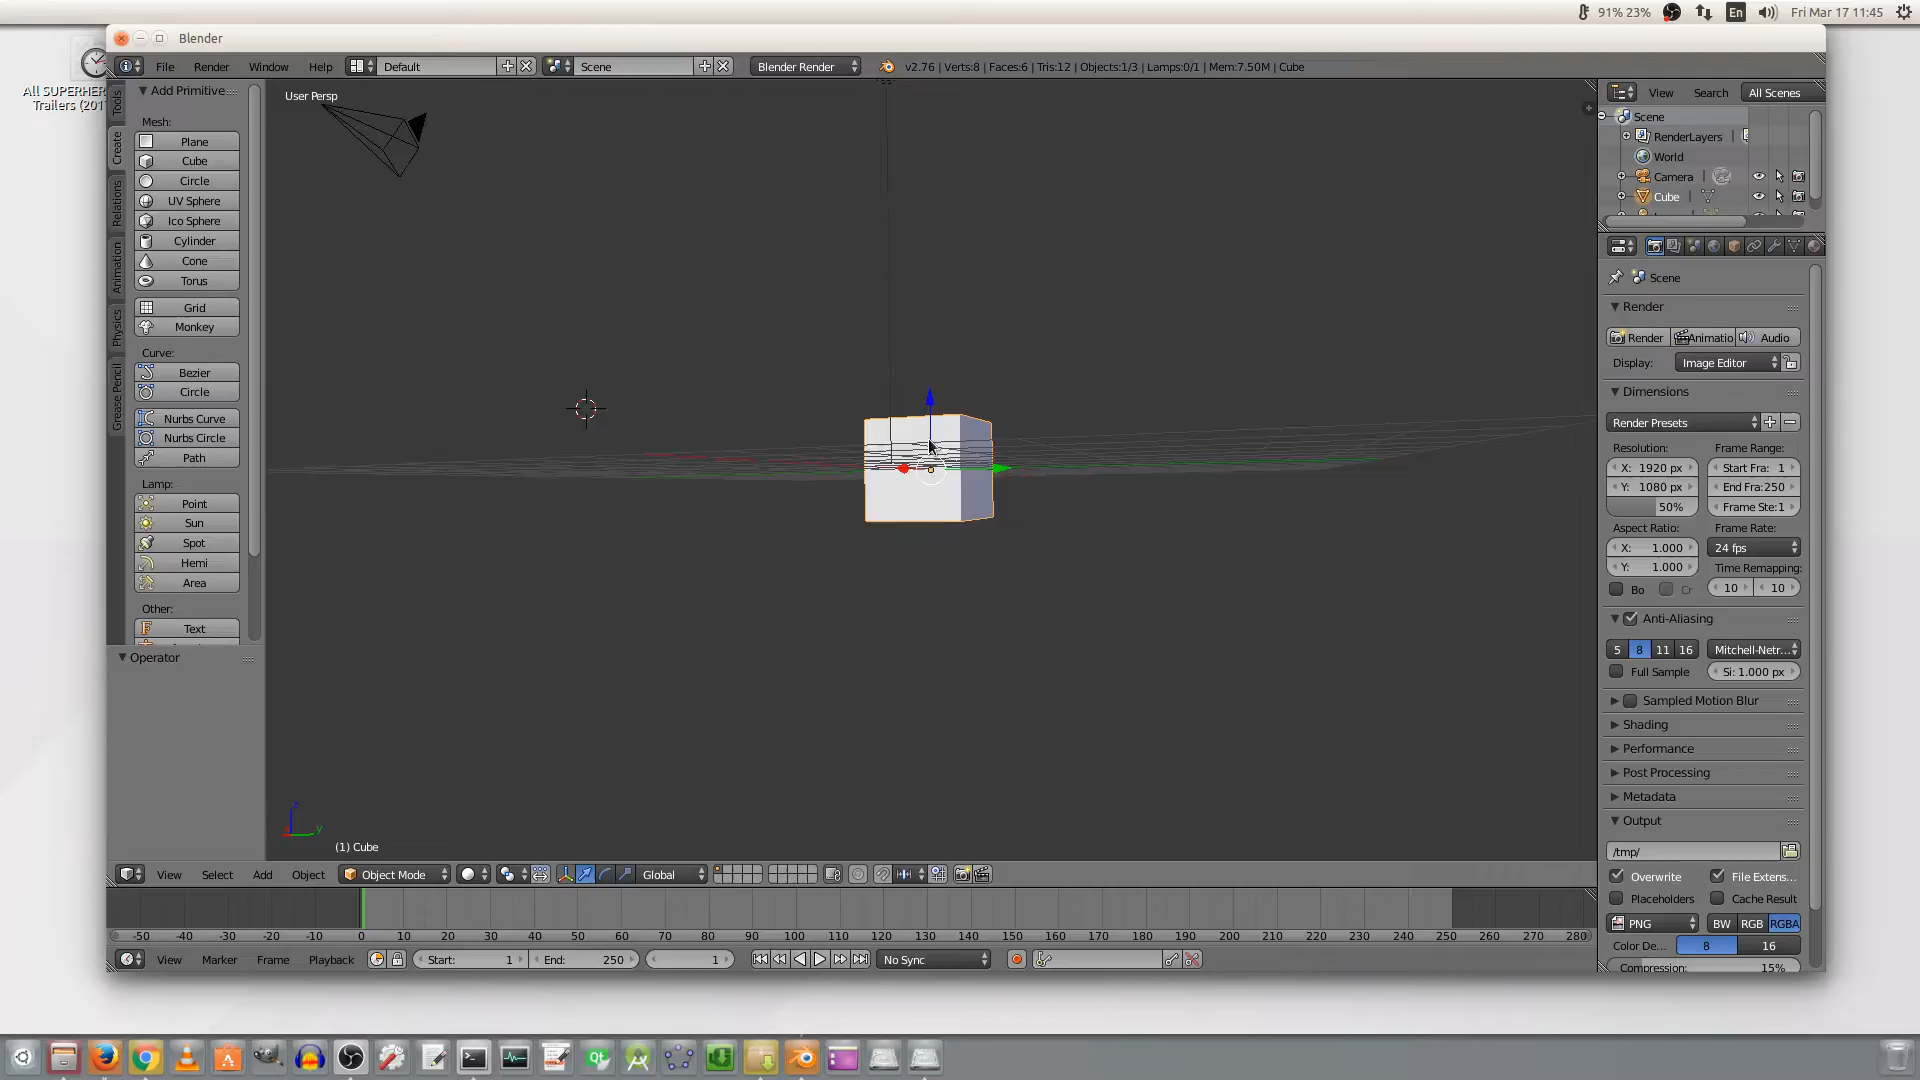 91% 23%
En
Fri Mar 17 11:45
Blender
All SUPERHER
Trailers (201
File Render Window Help Default Scene Blender Render v2.76 | Verts:8 | Faces:6 | Tris:12 | Objects:1/3 | Lamps:0/1 | Mem:7.50M | Cube
Tools
Create
Relations
Animation
Physics
Grease Pencil
Add Primitive
Mesh:
Plane
Cube
Circle
UV Sphere
Ico Sphere
Cylinder
Cone
Torus
Grid
Monkey
Curve:
Bezier
Circle
Nurbs Curve
Nurbs Circle
Path
Lamp:
Point
Sun
Spot
Hemi
Area
Other:
Text
Operator
User Persp
z
y
(1) Cube
View Select Add Object Object Mode Global
-50 -40 -30 -20 -10 0 10 20 30 40 50 60 70 80 90 100 110 120 130 140 150 160 170 180 190 200 210 220 230 240 250 260 270 280
View Marker Frame Playback Start: 1 End: 250 1 No Sync
View Search All Scenes
Scene
RenderLayers
World
Camera
Cube
Scene
Render
Render Animatio Audio
Display: Image Editor
Dimensions
Render Presets
Resolution: Frame Range:
X: 1920 px Start Fra: 1
Y: 1080 px End Fra:250
50% Frame Ste:1
Aspect Ratio: Frame Rate:
X: 1.000 24 fps
Y: 1.000 Time Remapping:
Bo Cr 10 10
Anti-Aliasing
5 8 11 16 Mitchell-Netr...
Full Sample Si: 1.000 px
Sampled Motion Blur
Shading
Performance
Post Processing
Metadata
Output
/tmp/
Overwrite File Extens...
Placeholders Cache Result
PNG BW RGB RGBA
Color De... 8 16
Compression: 15%
Qt